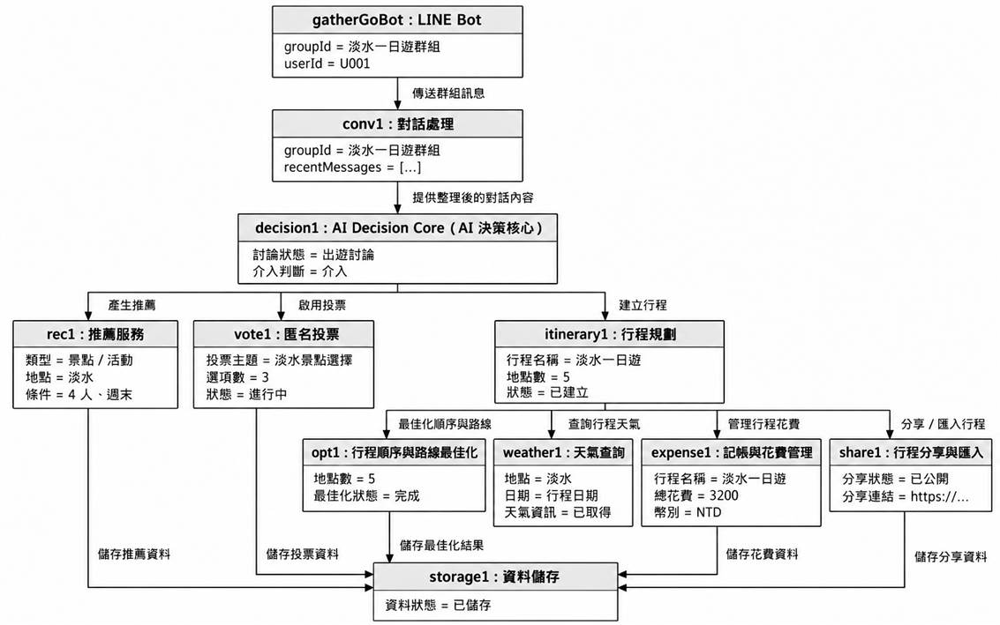 gatherGoBot：LINE Bot
groupId = 淡水一日遊群組
userId = U001
傳送群組訊息
conv1：對話處理
groupId = 淡水一日遊群組
recentMessages = [...]
提供整理後的對話內容
decision1：AI Decision Core（AI 決策核心）
討論狀態 = 出遊討論
介入判斷 = 介入
產生推薦
啟用投票
建立行程
rec1：推薦服務
類型 = 景點 / 活動
地點 = 淡水
條件 = 4 人、週末
vote1：匿名投票
投票主題 = 淡水景點選擇
選項數 = 3
狀態 = 進行中
itinerary1：行程規劃
行程名稱 = 淡水一日遊
地點數 = 5
狀態 = 已建立
最佳化順序與路線
查詢行程天氣
管理行程花費
分享 / 匯入行程
opt1：行程順序與路線最佳化
地點數 = 5
最佳化狀態 = 完成
weather1：天氣查詢
地點 = 淡水
日期 = 行程日期
天氣資訊 = 已取得
expense1：記帳與花費管理
行程名稱 = 淡水一日遊
總花費 = 3200
幣別 = NTD
share1：行程分享與匯入
分享狀態 = 已公開
分享連結 = https://...
儲存推薦資料
儲存投票資料
儲存最佳化結果
儲存花費資料
儲存分享資料
storage1：資料儲存
資料狀態 = 已儲存